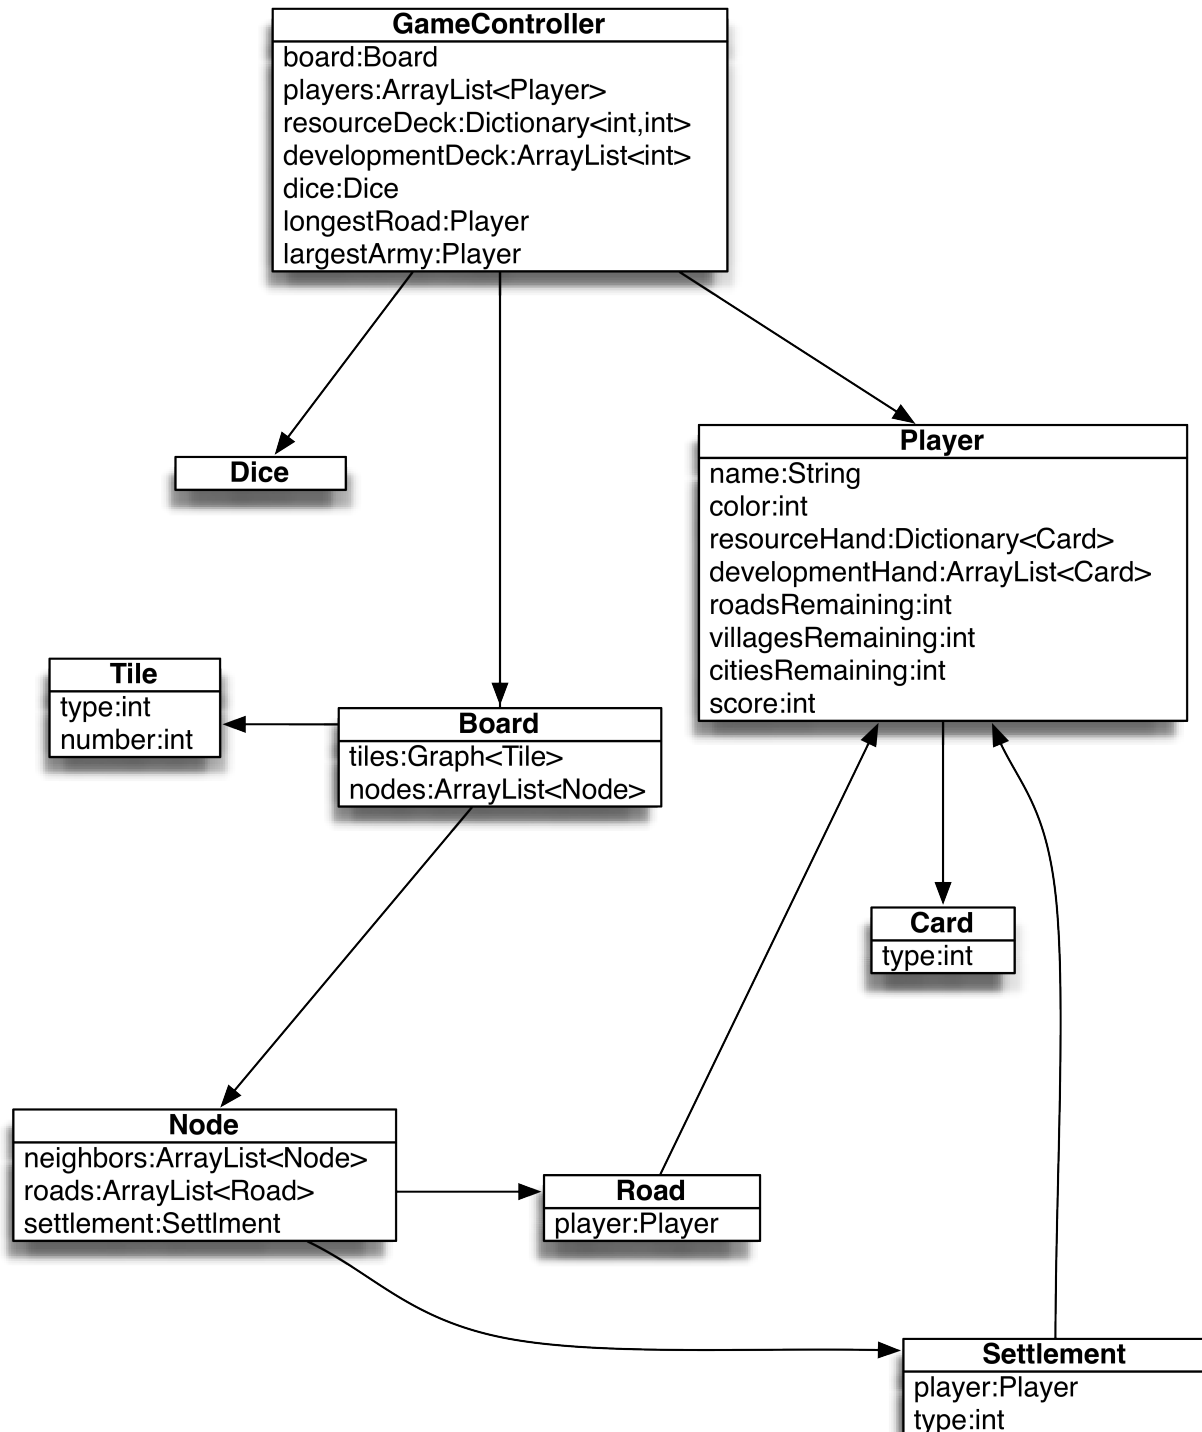 GameController
board:Board
players:ArrayList<Player>
resourceDeck:Dictionary<int,int>
developmentDeck:ArrayList<int>
dice:Dice
longestRoad:Player
largestArmy:Player
Dice
Player
name:String
color:int
resourceHand:Dictionary<Card>
developmentHand:ArrayList<Card>
roadsRemaining:int
villagesRemaining:int
citiesRemaining:int
score:int
Tile
type:int
number:int
Board
tiles:Graph<Tile>
nodes:ArrayList<Node>
Card
type:int
Node
neighbors:ArrayList<Node>
roads:ArrayList<Road>
settlement:Settlment
Road
player:Player
Settlement
player:Player
type:int